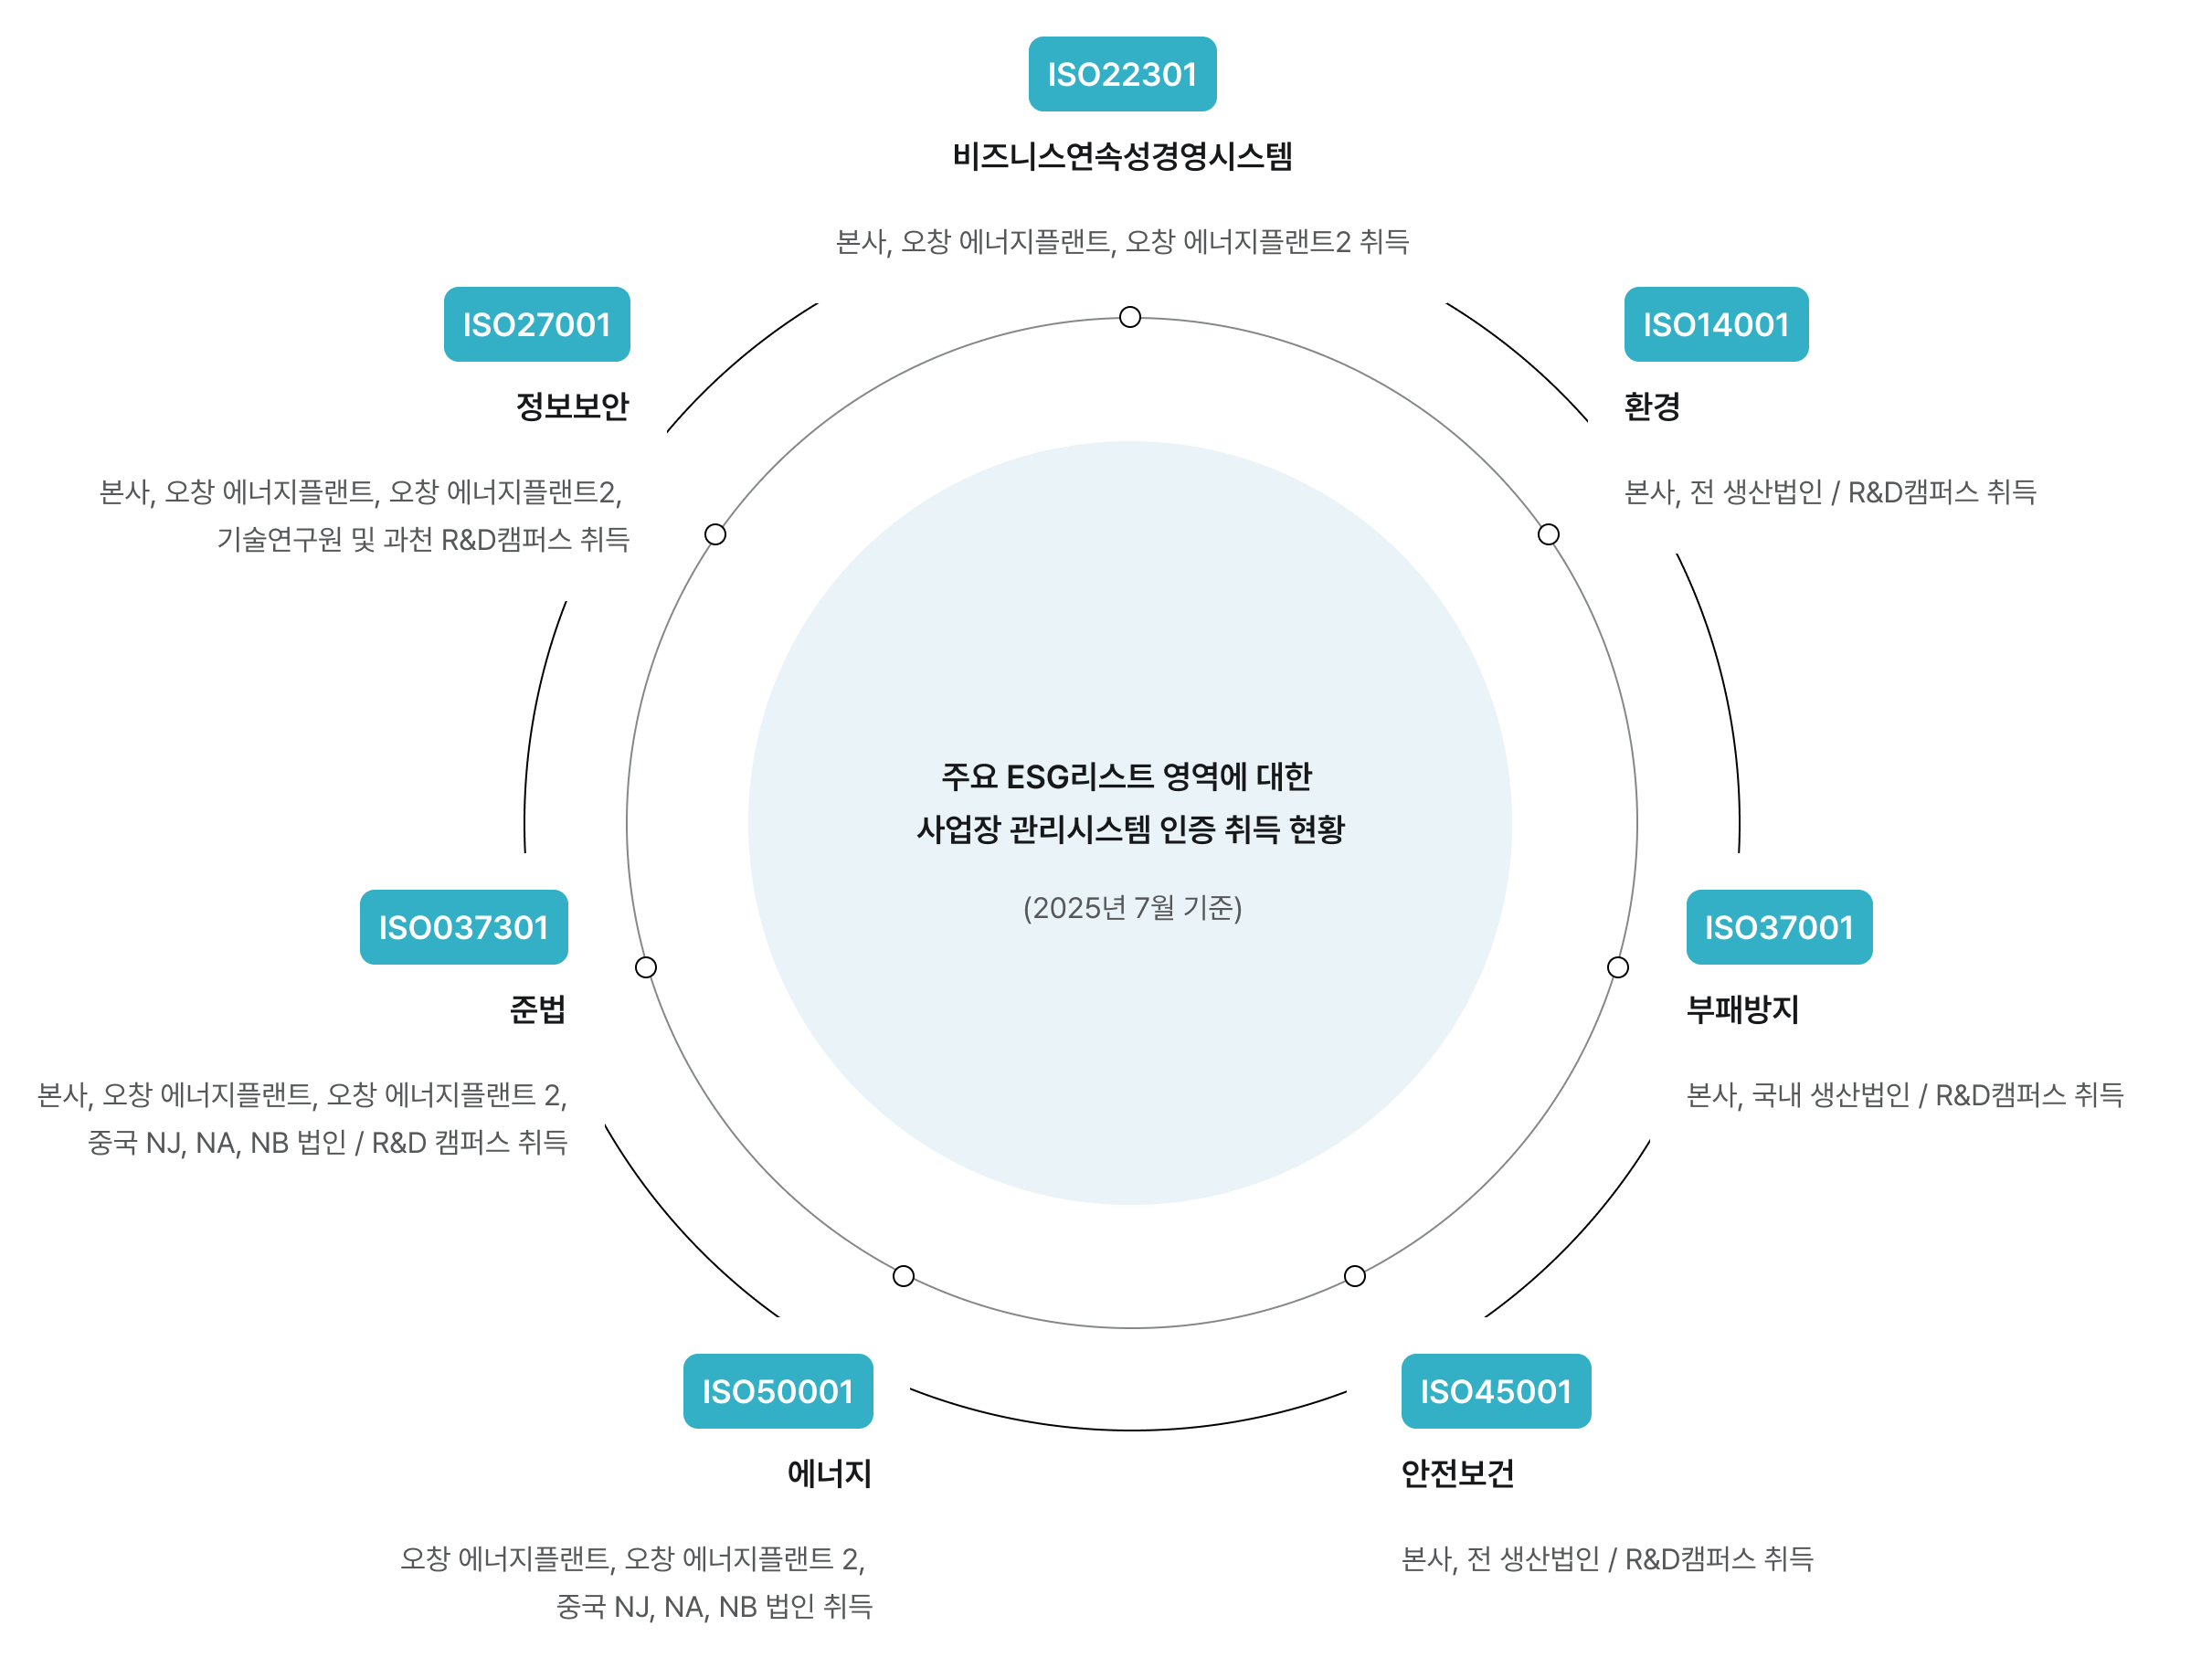 ISO22301
비즈니스연속성경영시스템
본사, 오창 에너지플랜트, 오창 에너지플랜트2 취득
ISO14001
환경
본사, 전 생산법인 / R&D캠퍼스 취득
ISO37001
부패방지
본사, 국내 생산법인 / R&D캠퍼스 취득
ISO45001
안전보건
본사, 전 생산법인 / R&D캠퍼스 취득
ISO50001
에너지
오창 에너지플랜트, 오창 에너지플랜트 2,
중국 NJ, NA, NB 법인 취득
ISO037301
준법
본사, 오창 에너지플랜트, 오창 에너지플랜트 2,
중국 NJ, NA, NB 법인 / R&D 캠퍼스 취득
ISO27001
정보보안
본사, 오창 에너지플랜트, 오창 에너지플랜트2,
기술연구원 및 과천 R&D캠퍼스 취득
주요 ESG리스트 영역에 대한
사업장 관리시스템 인증 취득 현황
(2025년 7월 기준)